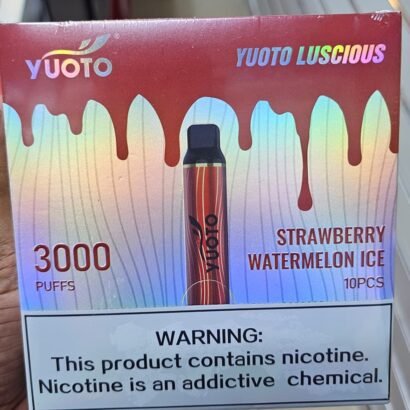 YUOTO
YUOTO LUSCIOUS
YUOTO
3000
PUFFS
STRAWBERRY
WATERMELON ICE
10PCS
WARNING:
This product contains nicotine.
Nicotine is an addictive chemical.